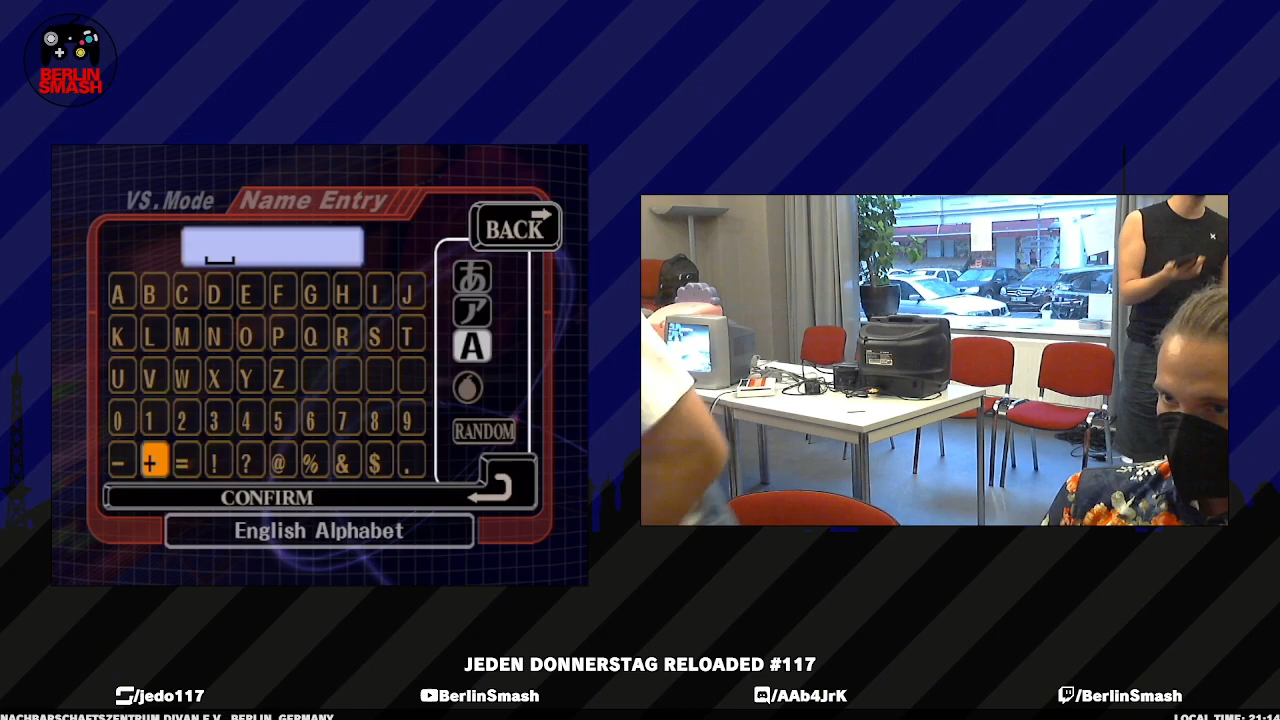 BERLIN
SMASH
VS. Mode
Name Entry
BACK
A B C D E F G H I J
K L M N O P Q R S T
U V W X Y Z
0 1 2 3 4 5 6 7 8 9
- + = ! ? @ % & $ .
あ
ア
A
RANDOM
CONFIRM
English Alphabet
JEDEN DONNERSTAG RELOADED #117
/jedo117
BerlinSmash
/AAb4JrK
/BerlinSmash
NACHBARSCHAFTSZENTRUM DIVAN E.V., BERLIN, GERMANY
LOCAL TIME: 21: